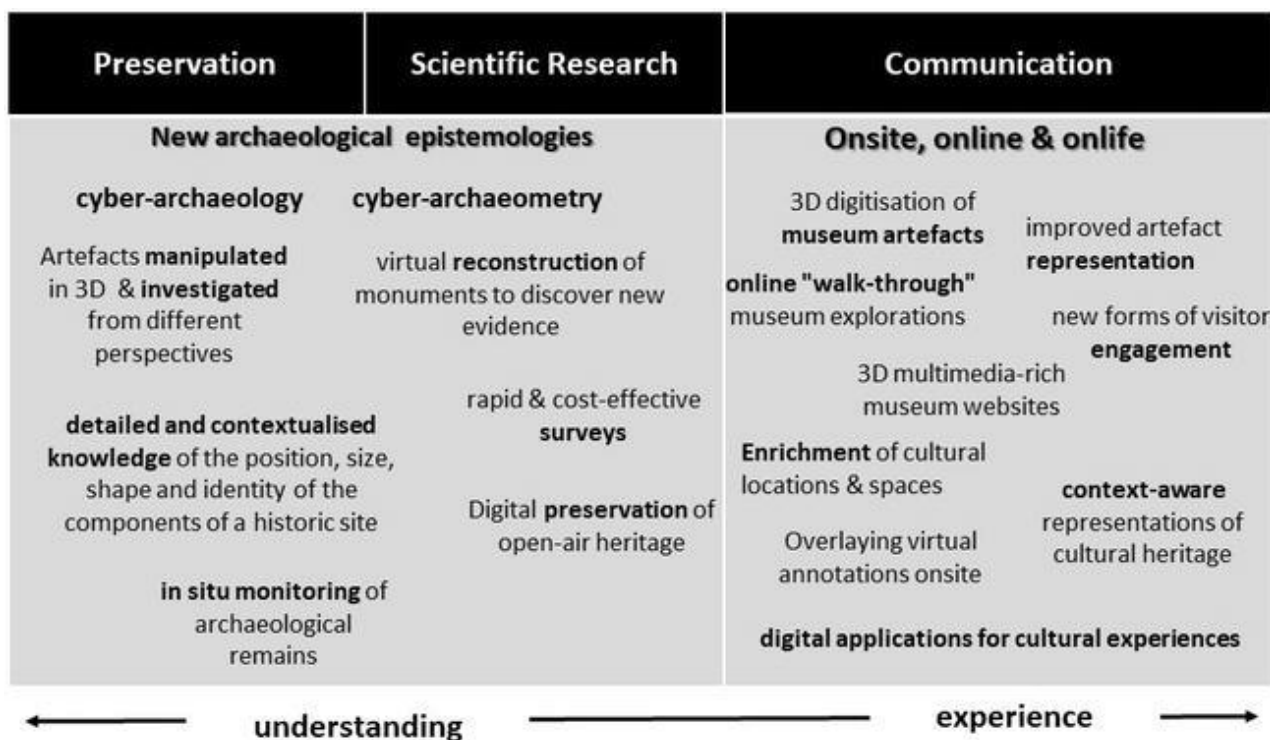 Preservation
Scientific Research
Communication
New archaeological epistemologies
cyber-archaeology
cyber-archaeometry
Artefacts manipulated
in 3D & investigated
from different
perspectives
virtual reconstruction of
monuments to discover new
evidence
detailed and contextualised
knowledge of the position, size,
shape and identity of the
components of a historic site
rapid & cost-effective
surveys
Digital preservation of
open-air heritage
in situ monitoring of
archaeological
remains
Onsite, online & onlife
3D digitisation of
museum artefacts
improved artefact
representation
online "walk-through"
museum explorations
new forms of visitor
engagement
3D multimedia-rich
museum websites
Enrichment of cultural
locations & spaces
context-aware
representations of
cultural heritage
Overlaying virtual
annotations onsite
digital applications for cultural experiences
understanding
experience